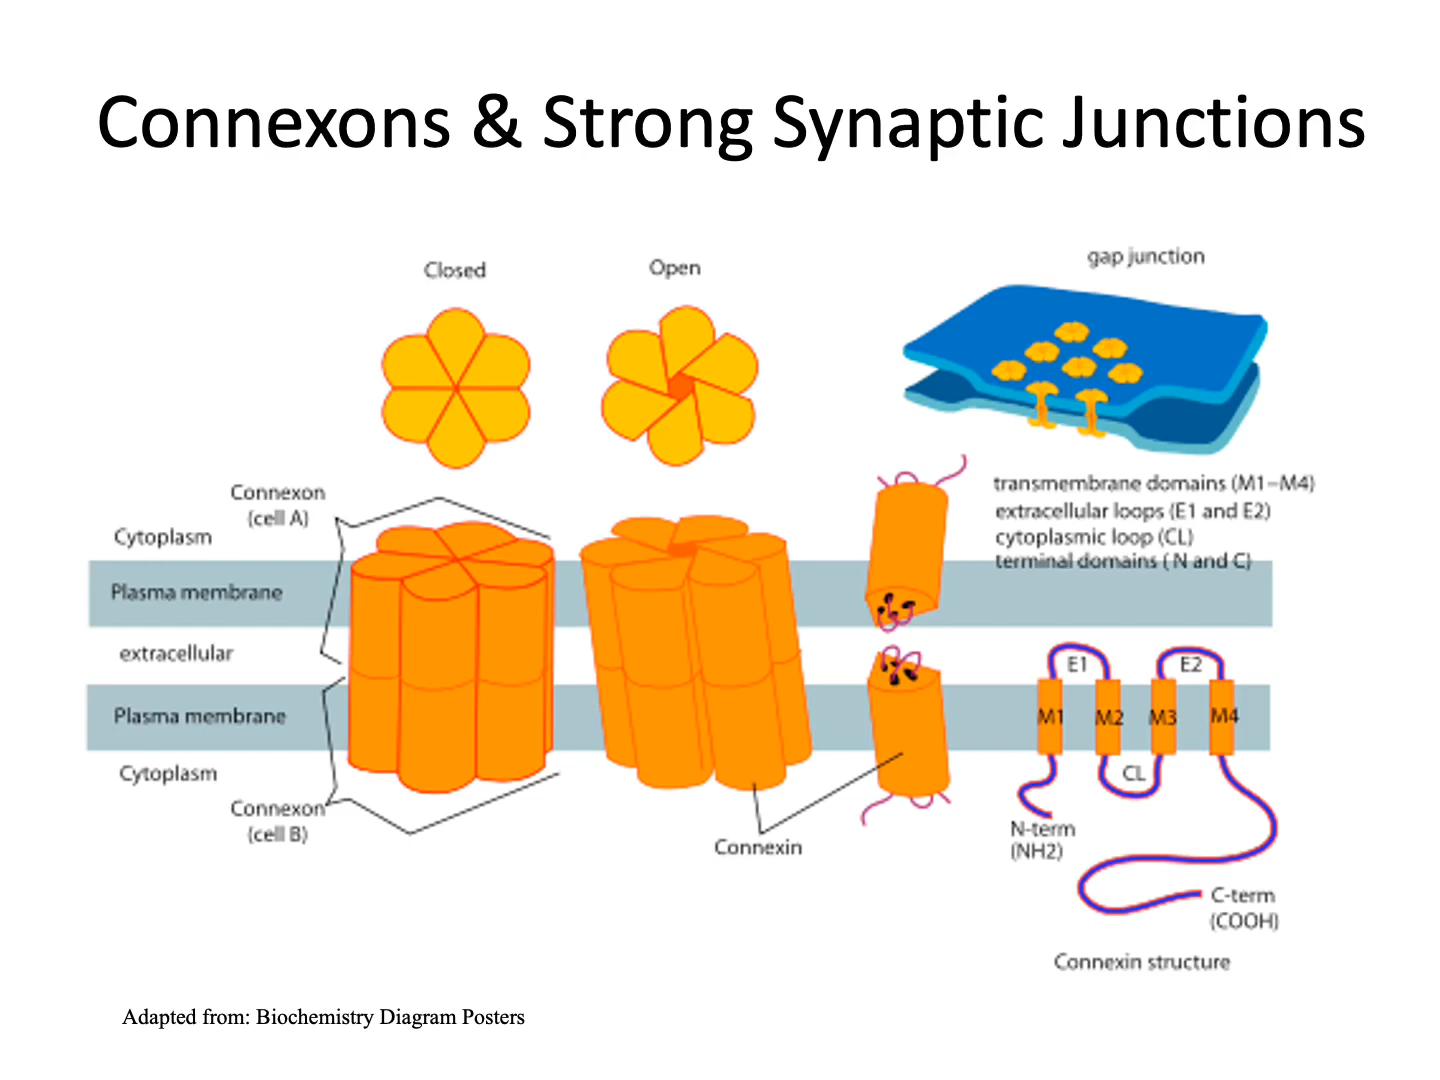 Connexons & Strong Synaptic Junctions
Closed
Open
gap junction
Connexon
(cell A)
transmembrane domains (M1–M4)
extracellular loops (E1 and E2)
cytoplasmic loop (CL)
terminal domains ( N and C)
Cytoplasm
Plasma membrane
extracellular
Plasma membrane
Cytoplasm
Connexon
(cell B)
Connexin
E1
E2
M1
M2
M3
M4
CL
N-term
(NH2)
C-term
(COOH)
Connexin structure
Adapted from: Biochemistry Diagram Posters